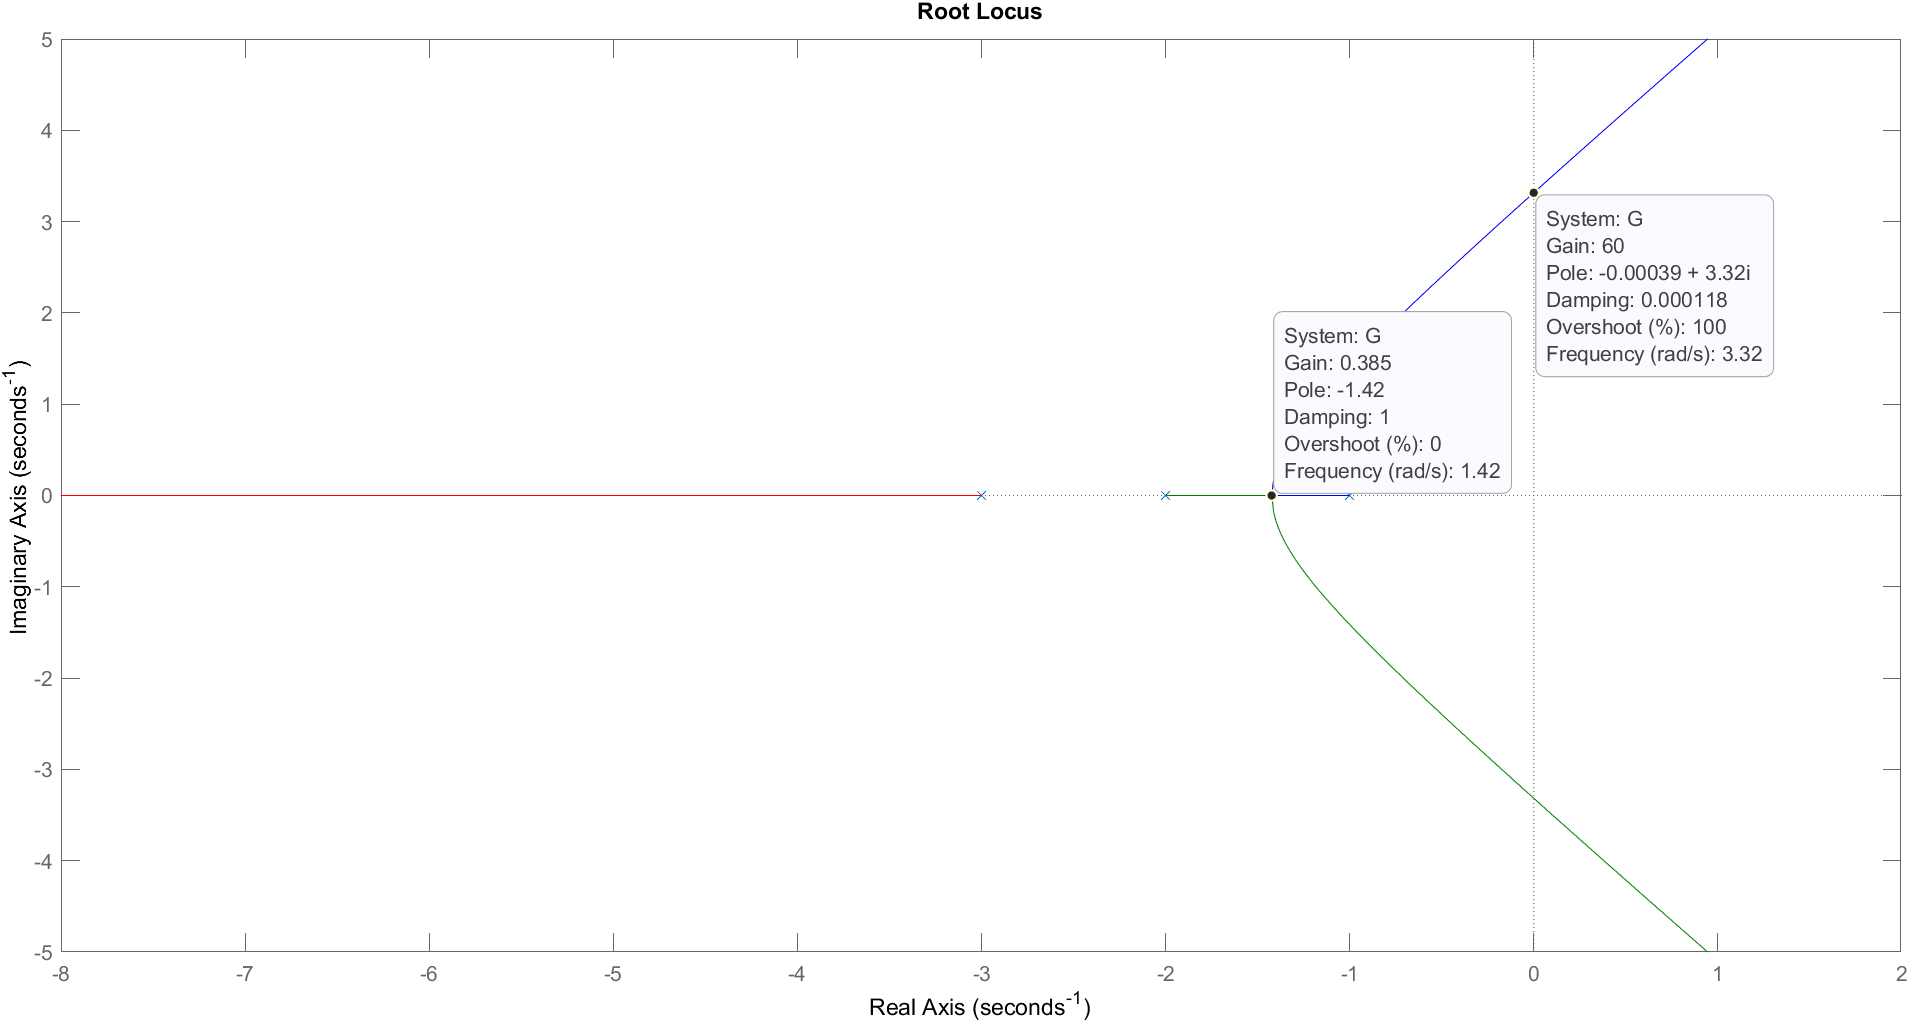 Root Locus
5
4
3
2
1
0
-1
-2
-3
-4
-5
Imaginary Axis (seconds⁻¹)
System: G
Gain: 60
Pole: -0.00039 + 3.32i
Damping: 0.000118
Overshoot (%): 100
Frequency (rad/s): 3.32
System: G
Gain: 0.385
Pole: -1.42
Damping: 1
Overshoot (%): 0
Frequency (rad/s): 1.42
-8 -7 -6 -5 -4 -3 -2 -1 0 1 2
Real Axis (seconds⁻¹)